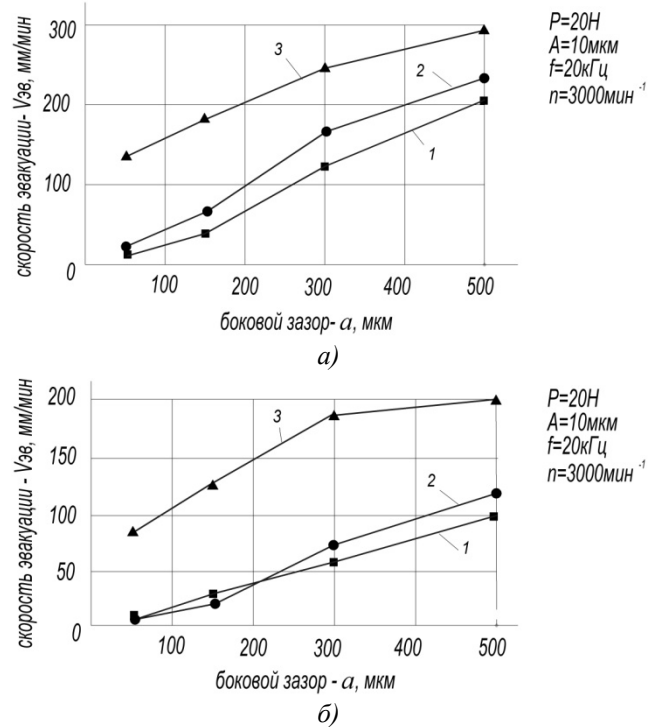 скорость эвакуации- Vэв, мм/мин
300
200
100
0
3
2
1
100
200
300
400
500
боковой зазор- a, мкм
P=20Н
A=10мкм
f=20кГц
n=3000мин -1
а)
скорость эвакуации - Vэв, мм/мин
200
150
100
50
0
3
2
1
100
200
300
400
500
боковой зазор - a, мкм
P=20Н
A=10мкм
f=20кГц
n=3000мин -1
б)